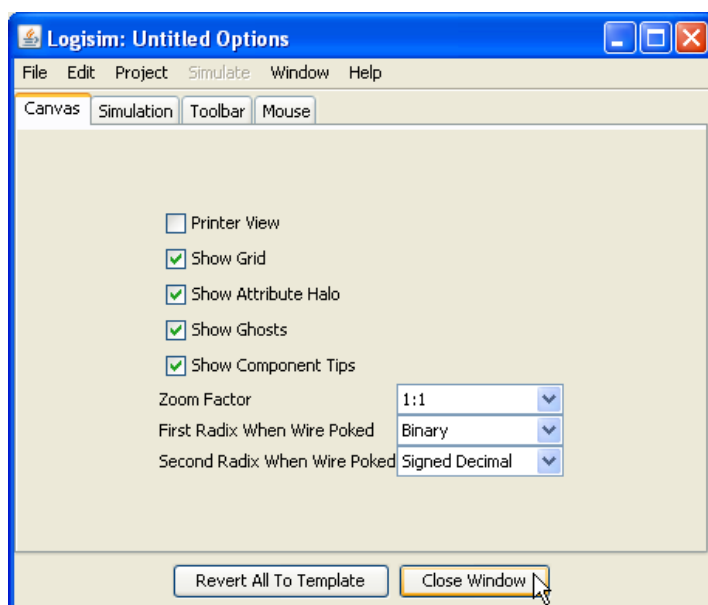 Logisim: Untitled Options
File Edit Project Simulate Window Help
Canvas Simulation Toolbar Mouse
Printer View
Show Grid
Show Attribute Halo
Show Ghosts
Show Component Tips
Zoom Factor 1:1
First Radix When Wire Poked Binary
Second Radix When Wire Poked Signed Decimal
Revert All To Template Close Window